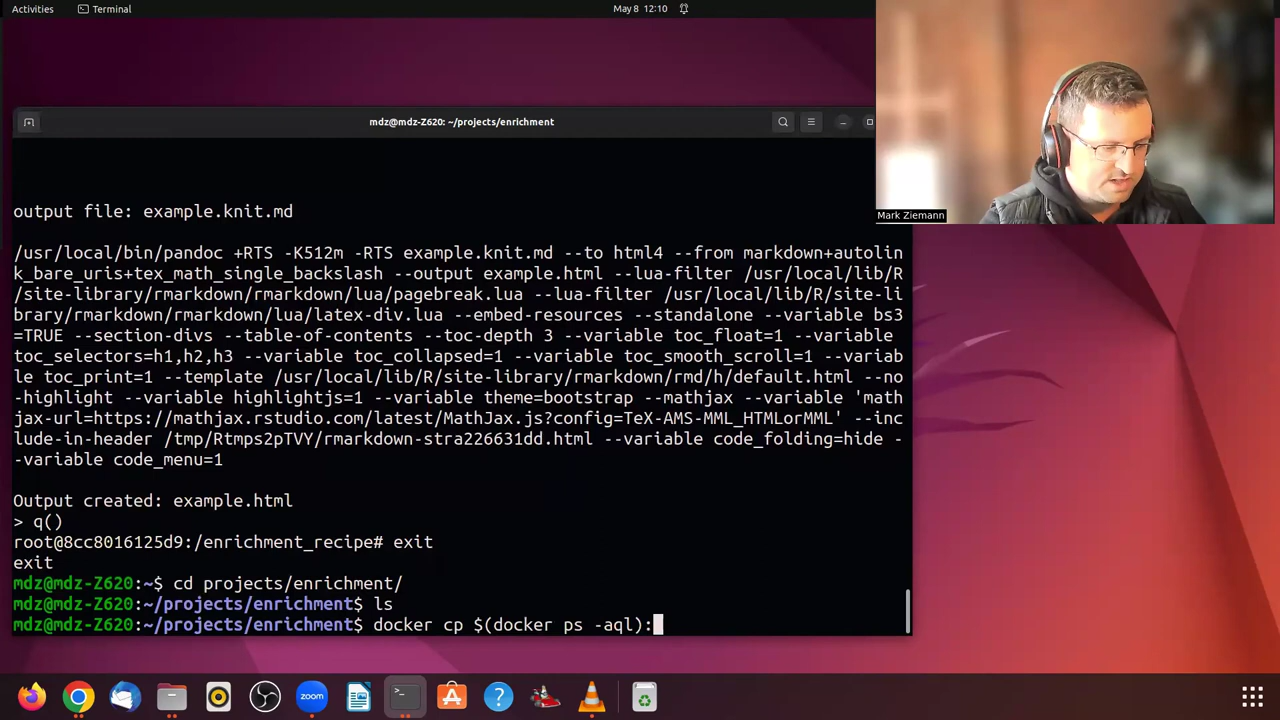 Activities
Terminal
May 8 12:10
mdz@mdz-Z620: ~/projects/enrichment
Mark Ziemann
output file: example.knit.md
/usr/local/bin/pandoc +RTS -K512m -RTS example.knit.md --to html4 --from markdown+autolin
k_bare_uris+tex_math_single_backslash --output example.html --lua-filter /usr/local/lib/R
/site-library/rmarkdown/rmarkdown/lua/pagebreak.lua --lua-filter /usr/local/lib/R/site-li
brary/rmarkdown/rmarkdown/lua/latex-div.lua --embed-resources --standalone --variable bs3
=TRUE --section-divs --table-of-contents --toc-depth 3 --variable toc_float=1 --variable
toc_selectors=h1,h2,h3 --variable toc_collapsed=1 --variable toc_smooth_scroll=1 --variab
le toc_print=1 --template /usr/local/lib/R/site-library/rmarkdown/rmd/h/default.html --no
-highlight --variable highlightjs=1 --variable theme=bootstrap --mathjax --variable 'math
jax-url=https://mathjax.rstudio.com/latest/MathJax.js?config=TeX-AMS-MML_HTMLorMML' --inc
lude-in-header /tmp/Rtmps2pTVY/rmarkdown-stra226631dd.html --variable code_folding=hide -
-variable code_menu=1
Output created: example.html
> q()
root@8cc8016125d9:/enrichment_recipe# exit
exit
mdz@mdz-Z620:~$ cd projects/enrichment/
mdz@mdz-Z620:~/projects/enrichment$ ls
mdz@mdz-Z620:~/projects/enrichment$ docker cp $(docker ps -aql):